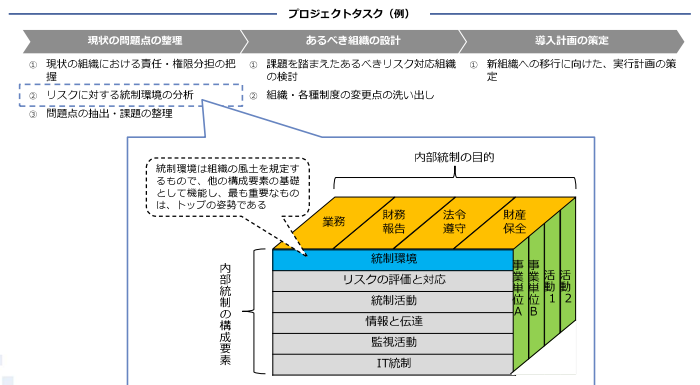 プロジェクトタスク（例）
現状の問題点の整理
あるべき組織の設計
導入計画の策定
① 現状の組織における責任・権限分担の把
握
② リスクに対する統制環境の分析
③ 問題点の抽出・課題の整理
① 課題を踏まえたあるべきリスク対応組織
の検討
② 組織・各種制度の変更点の洗い出し
① 新組織への移行に向けた、実行計画の策
定
統制環境は組織の風土を規定す
るもので、他の構成要素の基礎
として機能し、最も重要なもの
は、トップの姿勢である
内部統制の目的
業務
財務
報告
法令
遵守
財産
保全
内部統制の構成要素
統制環境
リスクの評価と対応
統制活動
情報と伝達
監視活動
IT統制
事業単位A
事業単位B
活動1
活動2